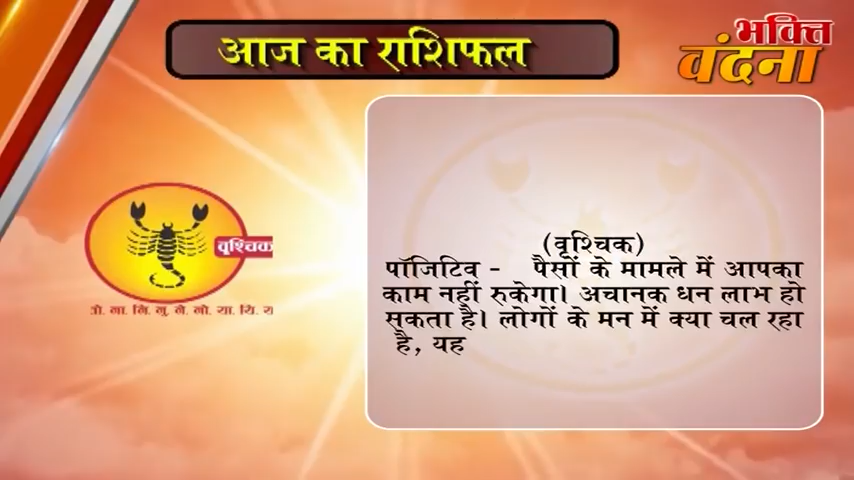 आज का राशिफल
भक्ति
वंदना
वृश्चिक
(वृश्चिक)
पॉजिटिव - पैसों के मामले में आपका
काम नहीं रुकेगा। अचानक धन लाभ हो
सकता है। लोगों के मन में क्या चल रहा
है, यह